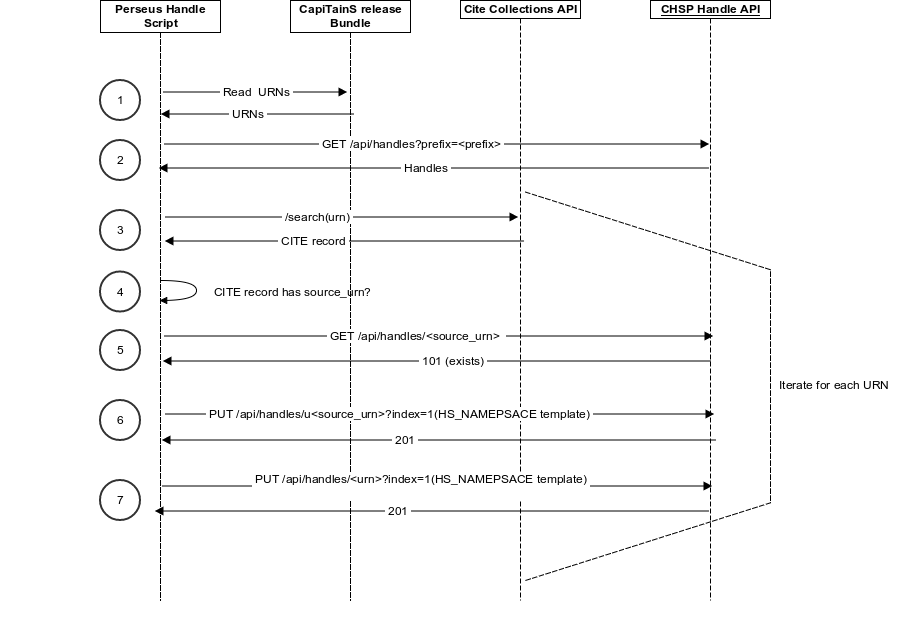 Perseus Handle
Script
CapiTainS release
Bundle
Cite Collections API
CHSP Handle API
1
Read URNs
URNs
2
GET /api/handles?prefix=<prefix>
Handles
3
/search(urn)
CITE record
4
CITE record has source_urn?
5
GET /api/handles/<source_urn>
101 (exists)
Iterate for each URN
6
PUT /api/handles/u<source_urn>?index=1(HS_NAMEPSACE template)
201
7
PUT /api/handles/<urn>?index=1(HS_NAMEPSACE template)
201